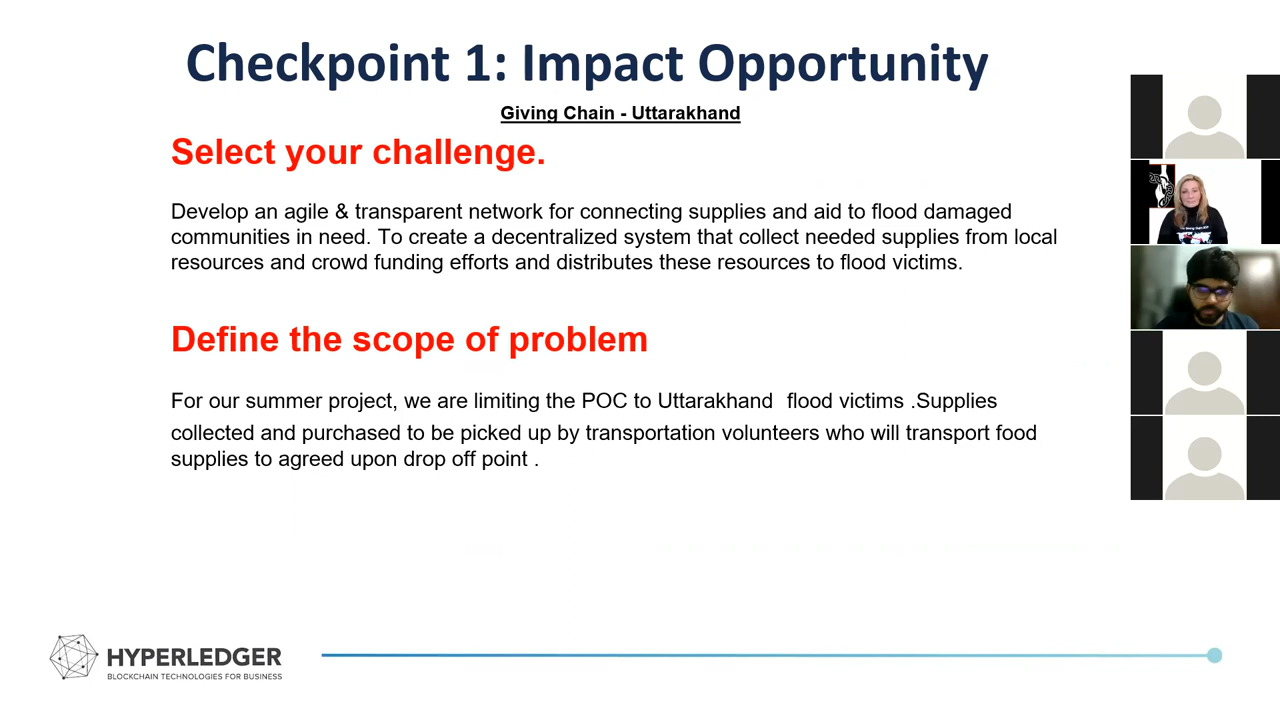 Checkpoint 1: Impact Opportunity
Giving Chain - Uttarakhand
Select your challenge.
Develop an agile & transparent network for connecting supplies and aid to flood damaged
communities in need. To create a decentralized system that collect needed supplies from local
resources and crowd funding efforts and distributes these resources to flood victims.
Define the scope of problem
For our summer project, we are limiting the POC to Uttarakhand  flood victims .Supplies
collected and purchased to be picked up by transportation volunteers who will transport food
supplies to agreed upon drop off point .
HYPERLEDGER
BLOCKCHAIN TECHNOLOGIES FOR BUSINESS